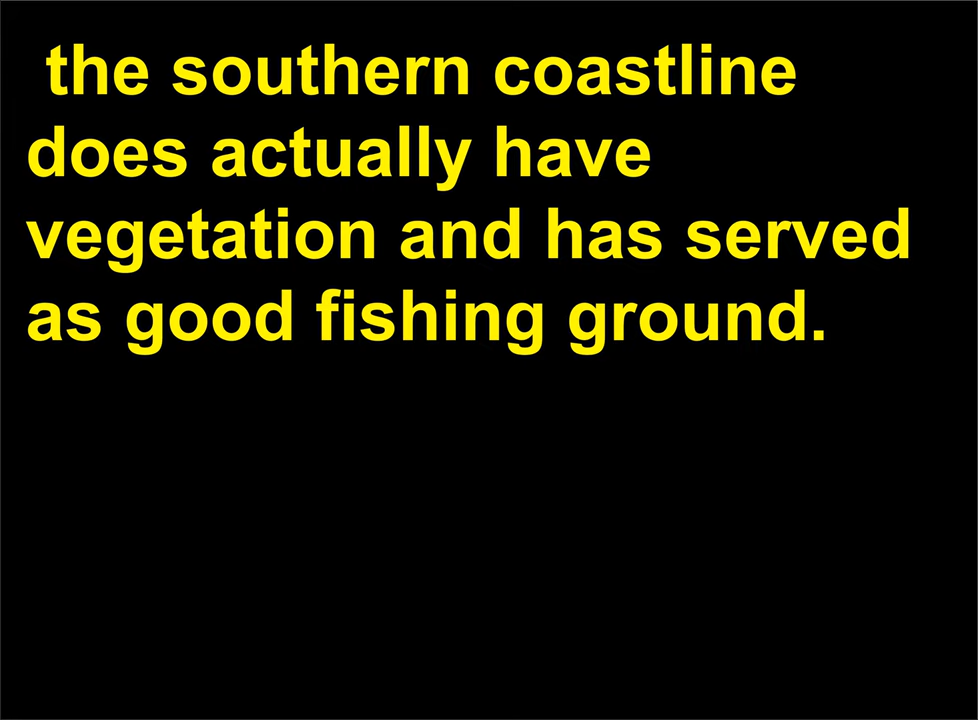 the southern coastline
does actually have
vegetation and has served
as good fishing ground.